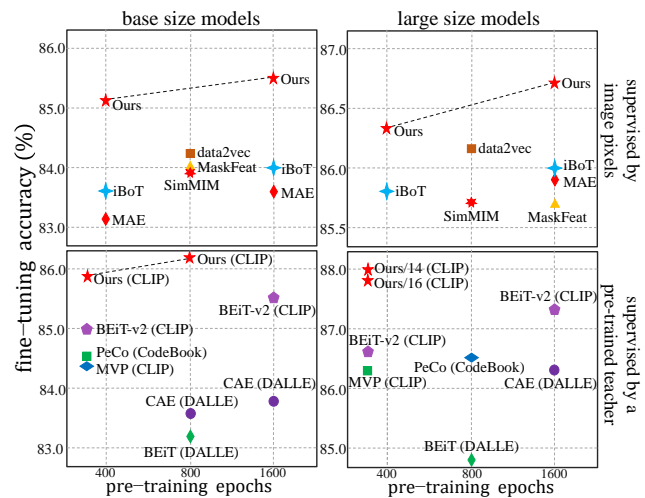 base size models
large size models
fine-tuning accuracy (%)
86.0
85.0
84.0
83.0
Ours
Ours
data2vec
MaskFeat
SimMIM
iBoT
iBoT
MAE
MAE
400
800
1600
87.0
86.5
86.0
85.5
Ours
Ours
data2vec
iBoT
iBoT
MAE
SimMIM
MaskFeat
400
800
1600
supervised by
image pixels
86.0
85.0
84.0
83.0
Ours (CLIP)
Ours (CLIP)
BEiT-v2 (CLIP)
BEiT-v2 (CLIP)
PeCo (CodeBook)
MVP (CLIP)
CAE (DALLE)
CAE (DALLE)
BEiT (DALLE)
400
800
1600
pre-training epochs
88.0
87.0
86.0
85.0
Ours/14 (CLIP)
Ours/16 (CLIP)
BEiT-v2 (CLIP)
BEiT-v2 (CLIP)
PeCo (CodeBook)
MVP (CLIP)
CAE (DALLE)
BEiT (DALLE)
400
800
1600
pre-training epochs
supervised by a
pre-trained teacher